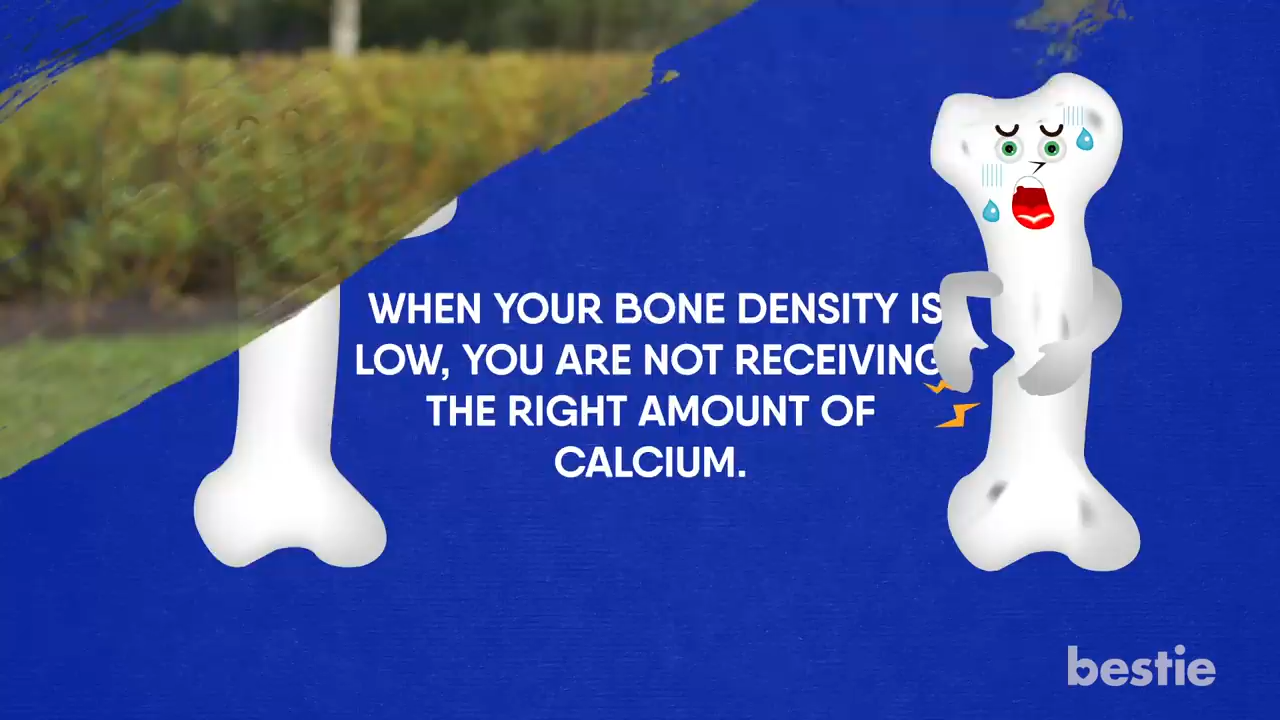 WHEN YOUR BONE DENSITY IS
LOW, YOU ARE NOT RECEIVING
THE RIGHT AMOUNT OF
CALCIUM.
bestie